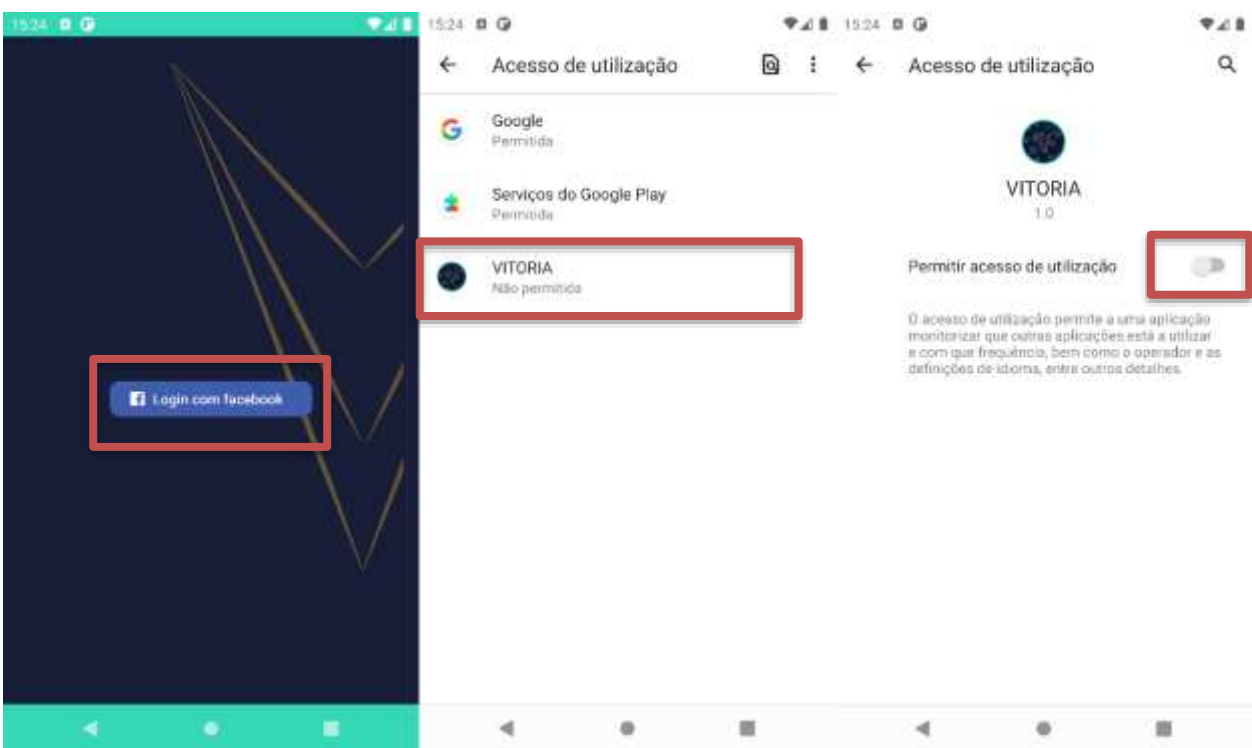 15:24
Login com facebook
15:24
Acesso de utilização
Google
Permitida
Serviços do Google Play
Permitida
VITORIA
Não permitida
15:24
Acesso de utilização
VITORIA
1.0
Permitir acesso de utilização
O acesso de utilização permite a uma aplicação
monitorizar que outras aplicações está a utilizar
e com que frequência, bem como o operador e as
definições de idioma, entre outros detalhes.